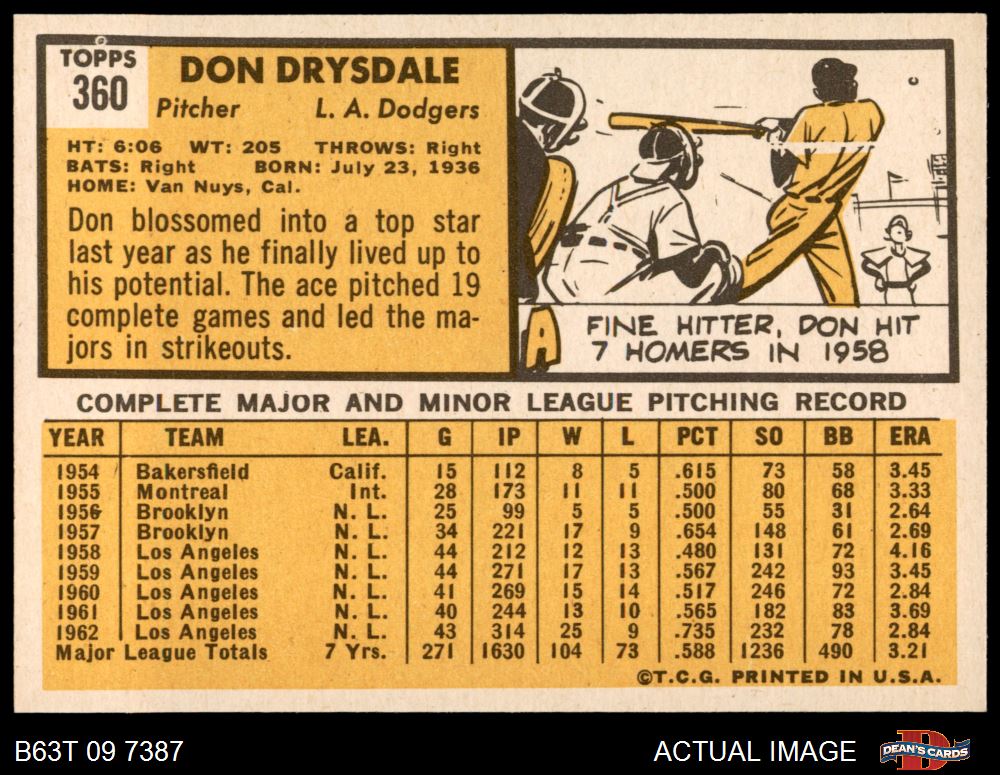 TOPPS
360
DON DRYSDALE
Pitcher L. A. Dodgers
HT: 6:06 WT: 205 THROWS: Right
BATS: Right BORN: July 23, 1936
HOME: Van Nuys, Cal.
Don blossomed into a top star
last year as he finally lived up to
his potential. The ace pitched 19
complete games and led the ma-
jors in strikeouts.
FINE HITTER, DON HIT
7 HOMERS IN 1958
COMPLETE MAJOR AND MINOR LEAGUE PITCHING RECORD
YEAR TEAM LEA. G IP W L PCT SO BB ERA
1954 Bakersfield Calif. 15 112 8 5 .615 73 58 3.45
1955 Montreal Int. 28 173 11 11 .500 80 68 3.33
1956 Brooklyn N. L. 25 99 5 5 .500 55 31 2.64
1957 Brooklyn N. L. 34 221 17 9 .654 148 61 2.69
1958 Los Angeles N. L. 44 212 12 13 .480 131 72 4.16
1959 Los Angeles N. L. 44 271 17 13 .567 242 93 3.45
1960 Los Angeles N. L. 41 269 15 14 .517 246 72 2.84
1961 Los Angeles N. L. 40 244 13 10 .565 182 83 3.69
1962 Los Angeles N. L. 43 314 25 9 .735 232 78 2.84
Major League Totals 7 Yrs. 271 1630 104 73 .588 1236 490 3.21
©T.C.G. PRINTED IN U.S.A.
B63T 09 7387 ACTUAL IMAGE DEAN'S CARDS